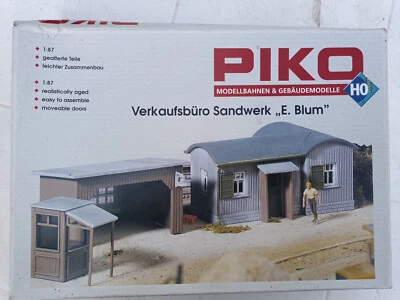 1:87
gealterte Teile
leichter Zusammenbau
1:87
realistically aged
easy to assemble
moveable doors
PIKO
MODELLBAHNEN & GEBÄUDEMODELLE
HO
Verkaufsbüro Sandwerk „E. Blum"